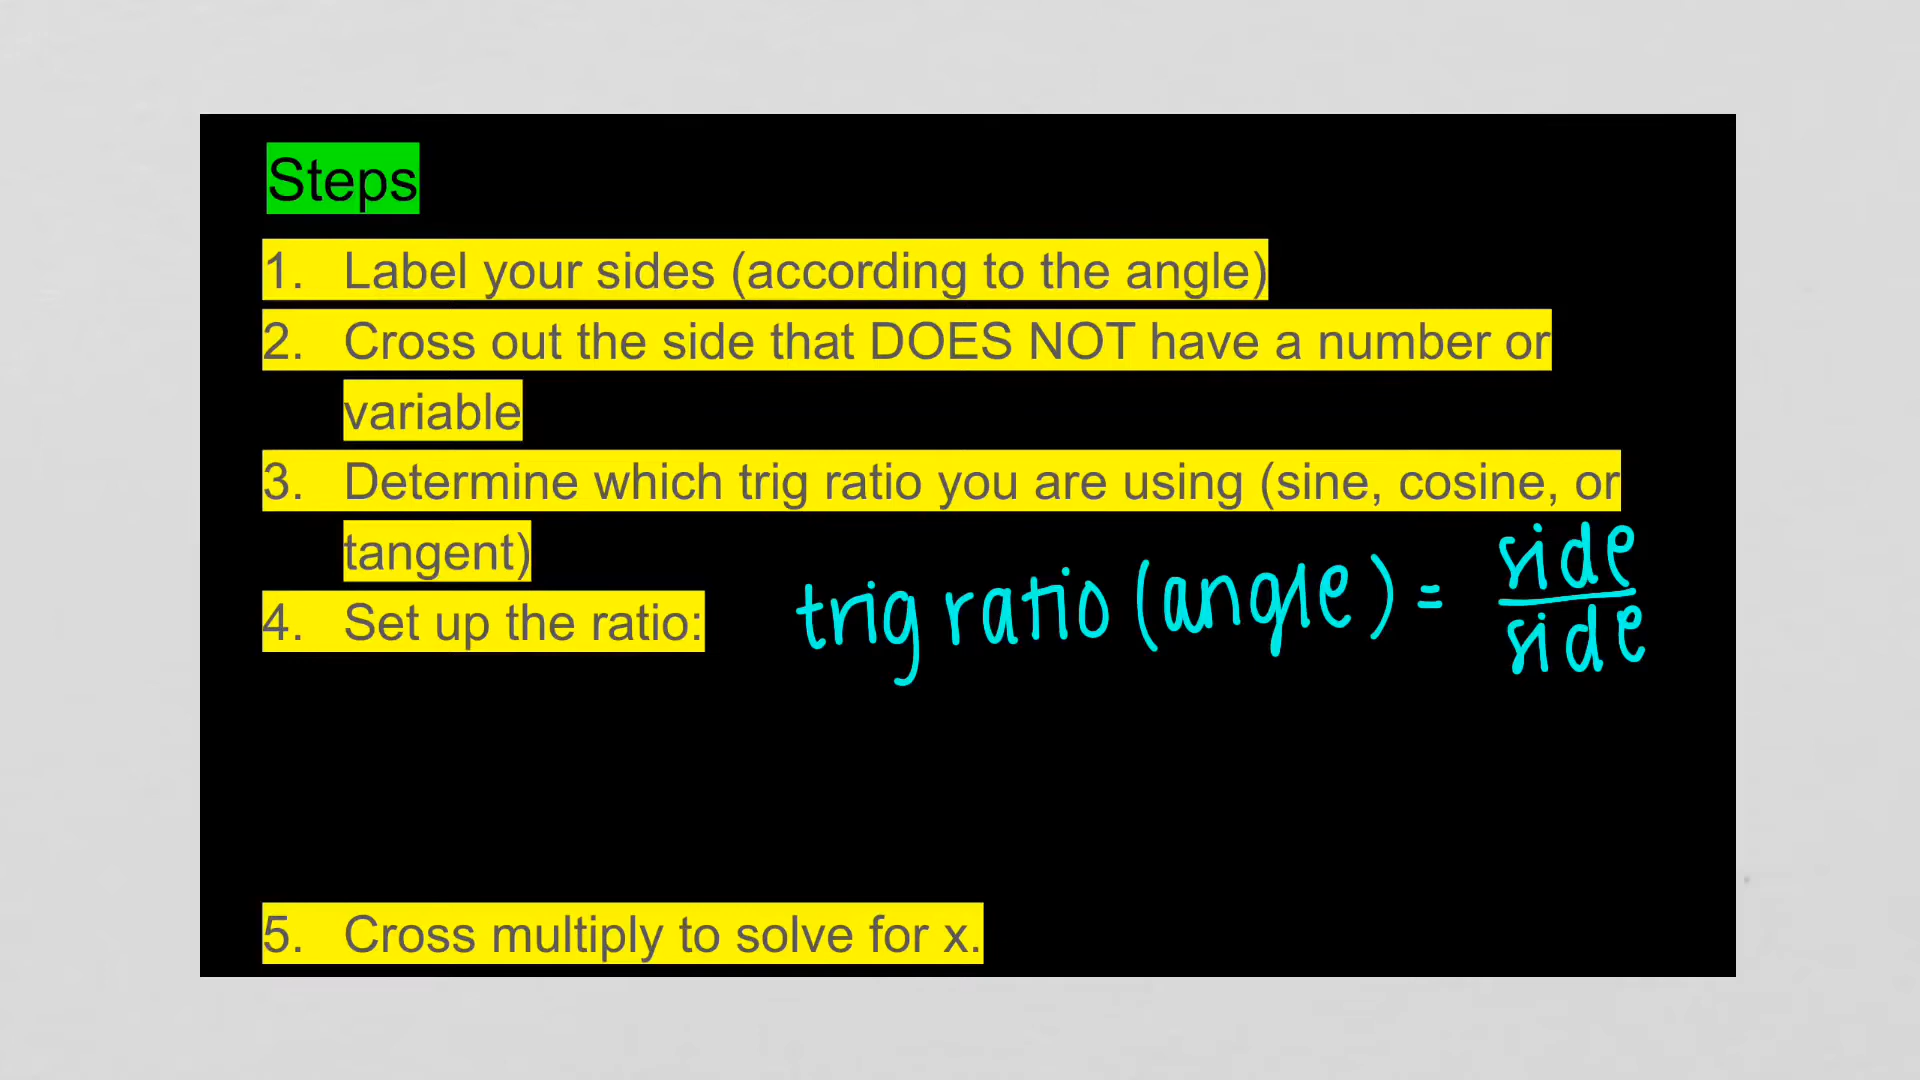 Steps
1. Label your sides (according to the angle)
2. Cross out the side that DOES NOT have a number or
variable
3. Determine which trig ratio you are using (sine, cosine, or
tangent)
4. Set up the ratio: trig ratio (angle) = side
side
5. Cross multiply to solve for x.